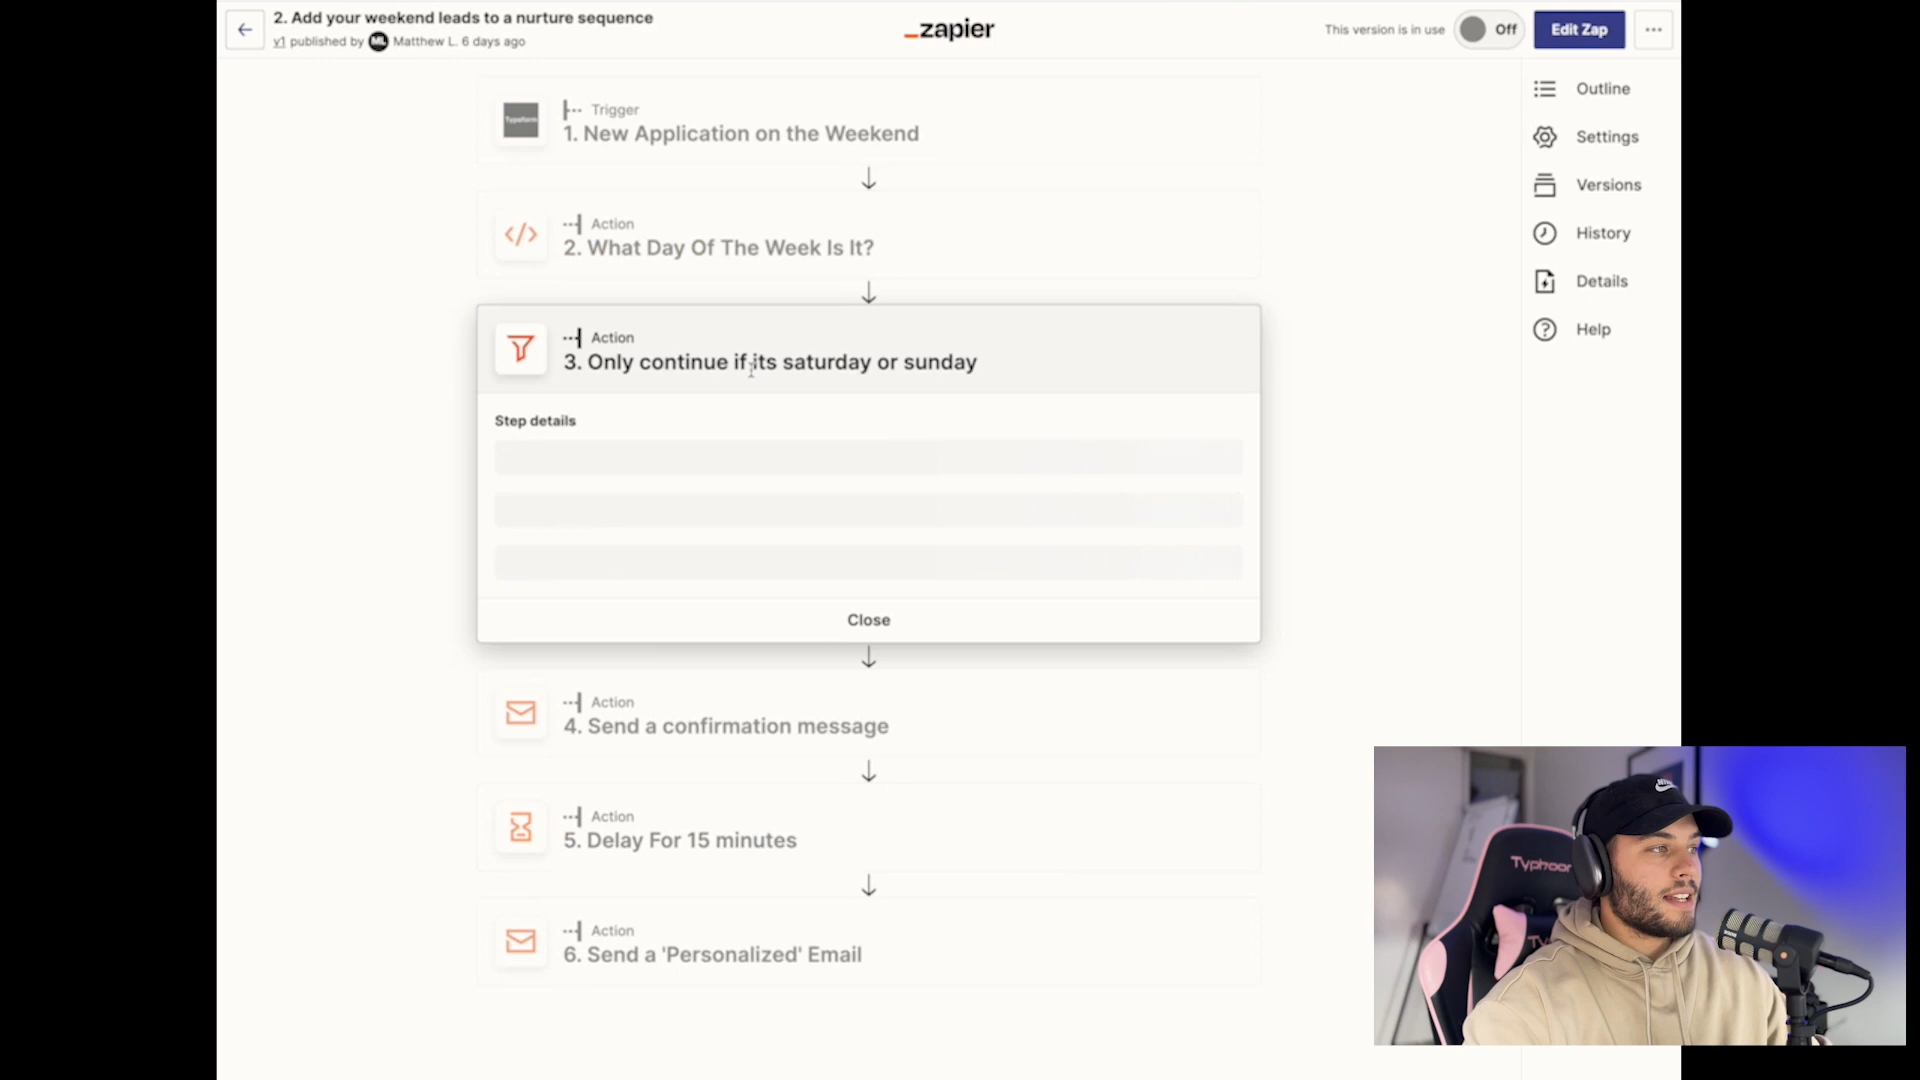 2. Add your weekend leads to a nurture sequence
v1 published by ML Matthew L. 6 days ago
zapier
This version is in use
Off
Edit Zap
Trigger
Typeform
1. New Application on the Weekend
Action
2. What Day Of The Week Is It?
Action
3. Only continue if its saturday or sunday
Step details
Close
Action
4. Send a confirmation message
Action
5. Delay For 15 minutes
Action
6. Send a 'Personalized' Email
Outline
Settings
Versions
History
Details
Help
Typhoon